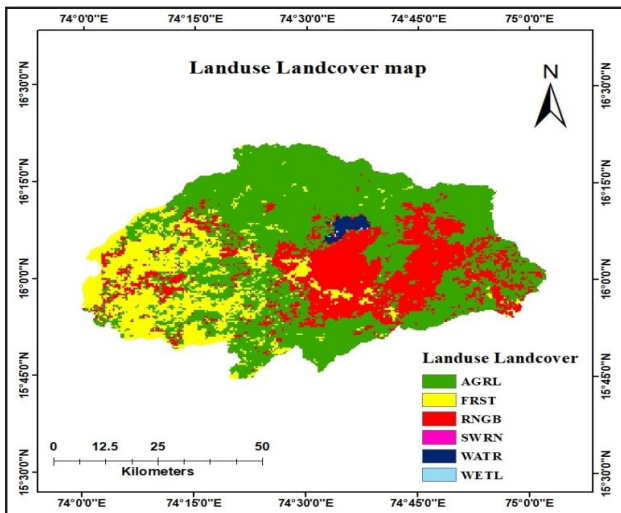 74°0'0"E 74°15'0"E 74°30'0"E 74°45'0"E 75°0'0"E
Landuse Landcover map
N
16°30'0"N 16°30'0"N
16°15'0"N 16°15'0"N
16°0'0"N 16°0'0"N
15°45'0"N 15°45'0"N
15°30'0"N 15°30'0"N
Landuse Landcover
AGRL
FRST
RNGB
SWRN
WATR
WETL
0 12.5 25 50
Kilometers
74°0'0"E 74°15'0"E 74°30'0"E 74°45'0"E 75°0'0"E